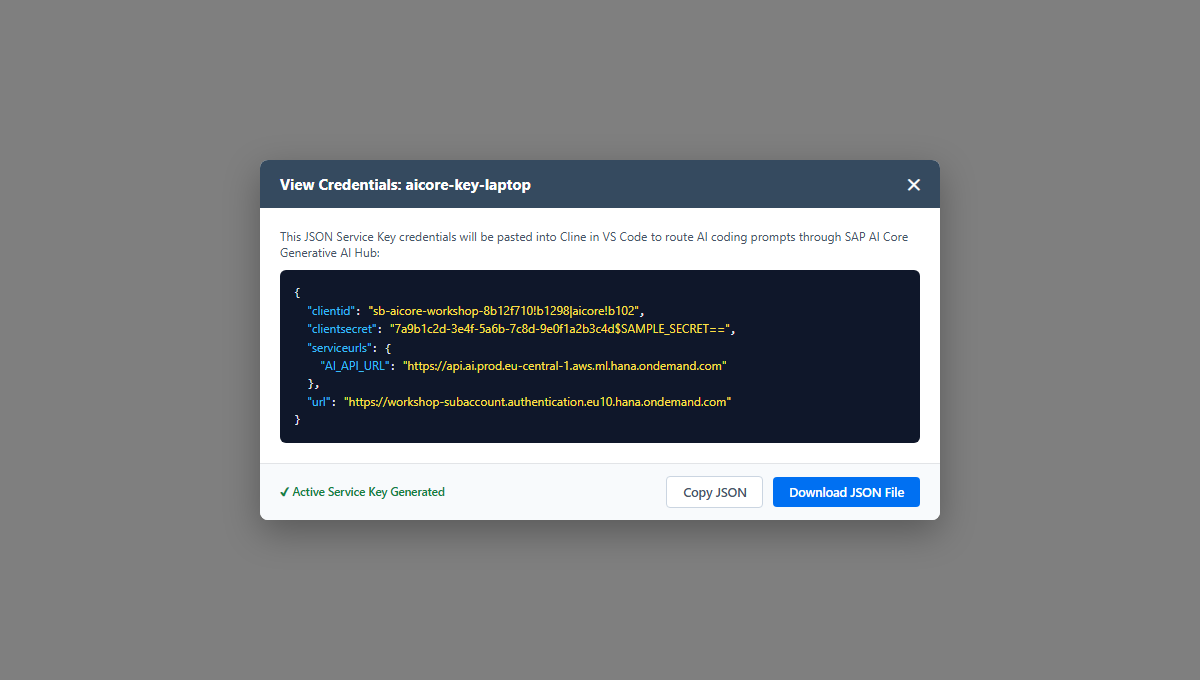 View Credentials: aicore-key-laptop
✕
This JSON Service Key credentials will be pasted into Cline in VS Code to route AI coding prompts through SAP AI Core
Generative AI Hub:
{
  "clientid": "sb-aicore-workshop-8b12f710!b1298|aicore!b102",
  "clientsecret": "7a9b1c2d-3e4f-5a6b-7c8d-9e0f1a2b3c4d$SAMPLE_SECRET==",
  "serviceurls": {
    "AI_API_URL": "https://api.ai.prod.eu-central-1.aws.ml.hana.ondemand.com"
  },
  "url": "https://workshop-subaccount.authentication.eu10.hana.ondemand.com"
}
✓ Active Service Key Generated
Copy JSON
Download JSON File